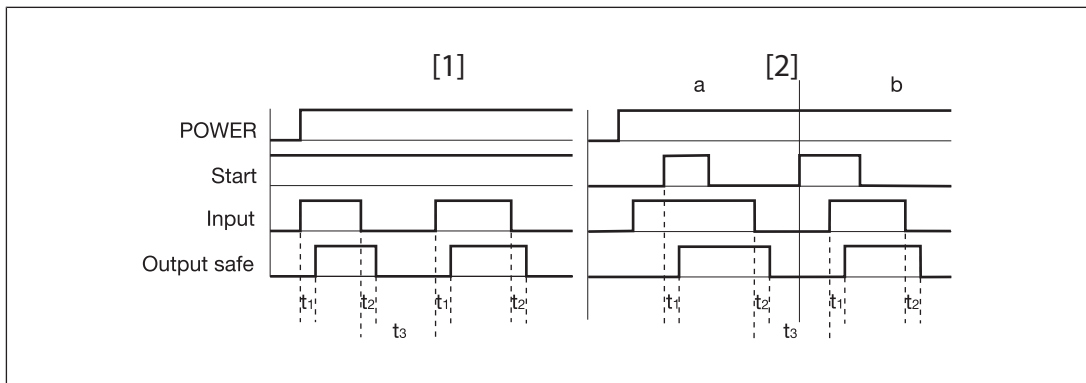 [1] [2]
a b
POWER
Start
Input
Output safe
t1 t2 t1 t2 t1 t2 t1 t2
t3 t3